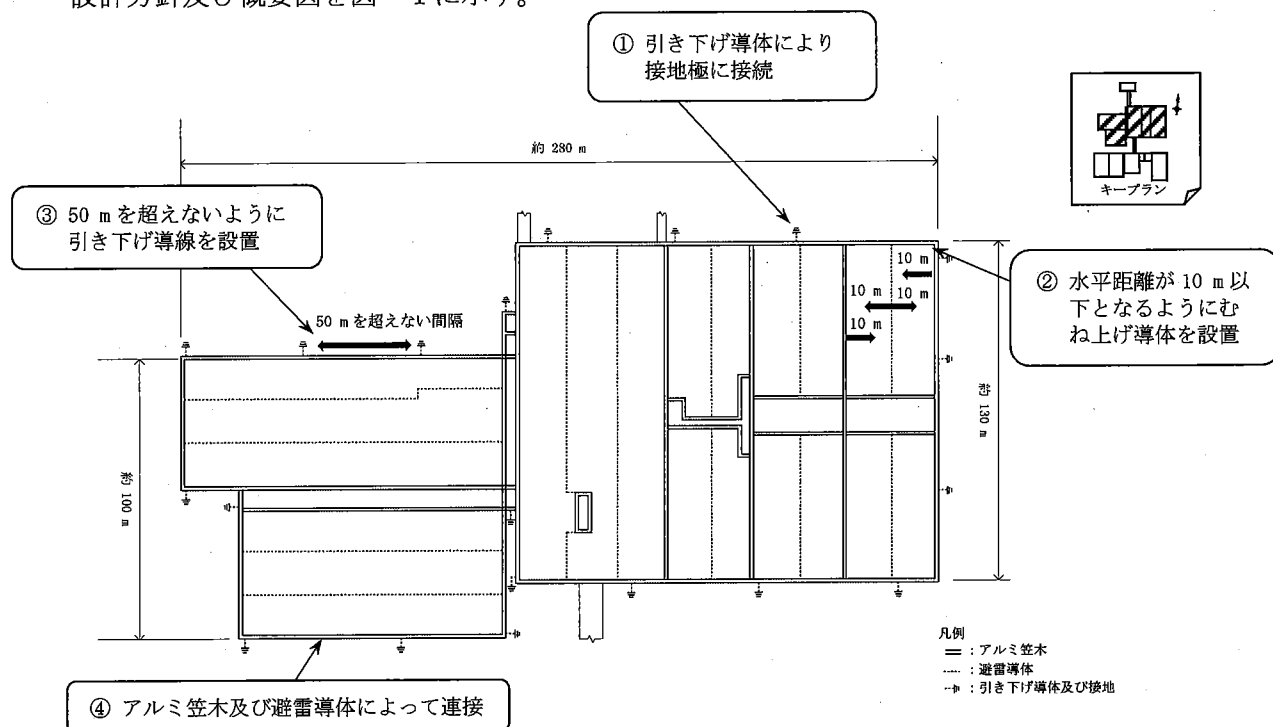 設計方針及び概要図を図－1に示す。
① 引き下げ導体により
接地極に接続
キープラン
約 280 m
③ 50 m を超えないように
引き下げ導線を設置
50 m を超えない間隔
10 m
10 m 10 m
10 m
② 水平距離が 10 m 以
下となるようにむ
ね上げ導体を設置
約 130 m
約 100 m
凡例
：アルミ笠木
：避雷導体
：引き下げ導体及び接地
④ アルミ笠木及び避雷導体によって連接